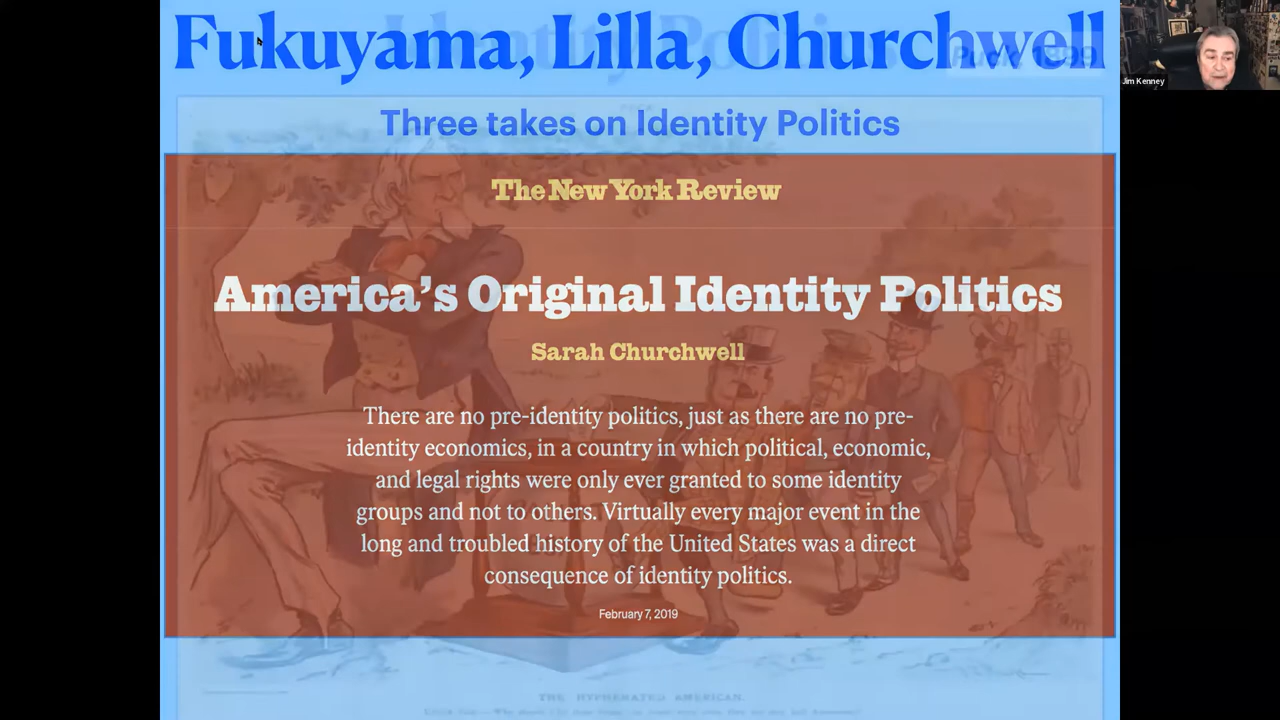 Fukuyama, Lilla, Churchwell
Identity Politics
Puck 1899
Jim Kenney
Three takes on Identity Politics
The New York Review
America’s Original Identity Politics
Sarah Churchwell
There are no pre-identity politics, just as there are no pre-
identity economics, in a country in which political, economic,
and legal rights were only ever granted to some identity
groups and not to others. Virtually every major event in the
long and troubled history of the United States was a direct
consequence of identity politics.
February 7, 2019
THE HYPHENATED AMERICAN.